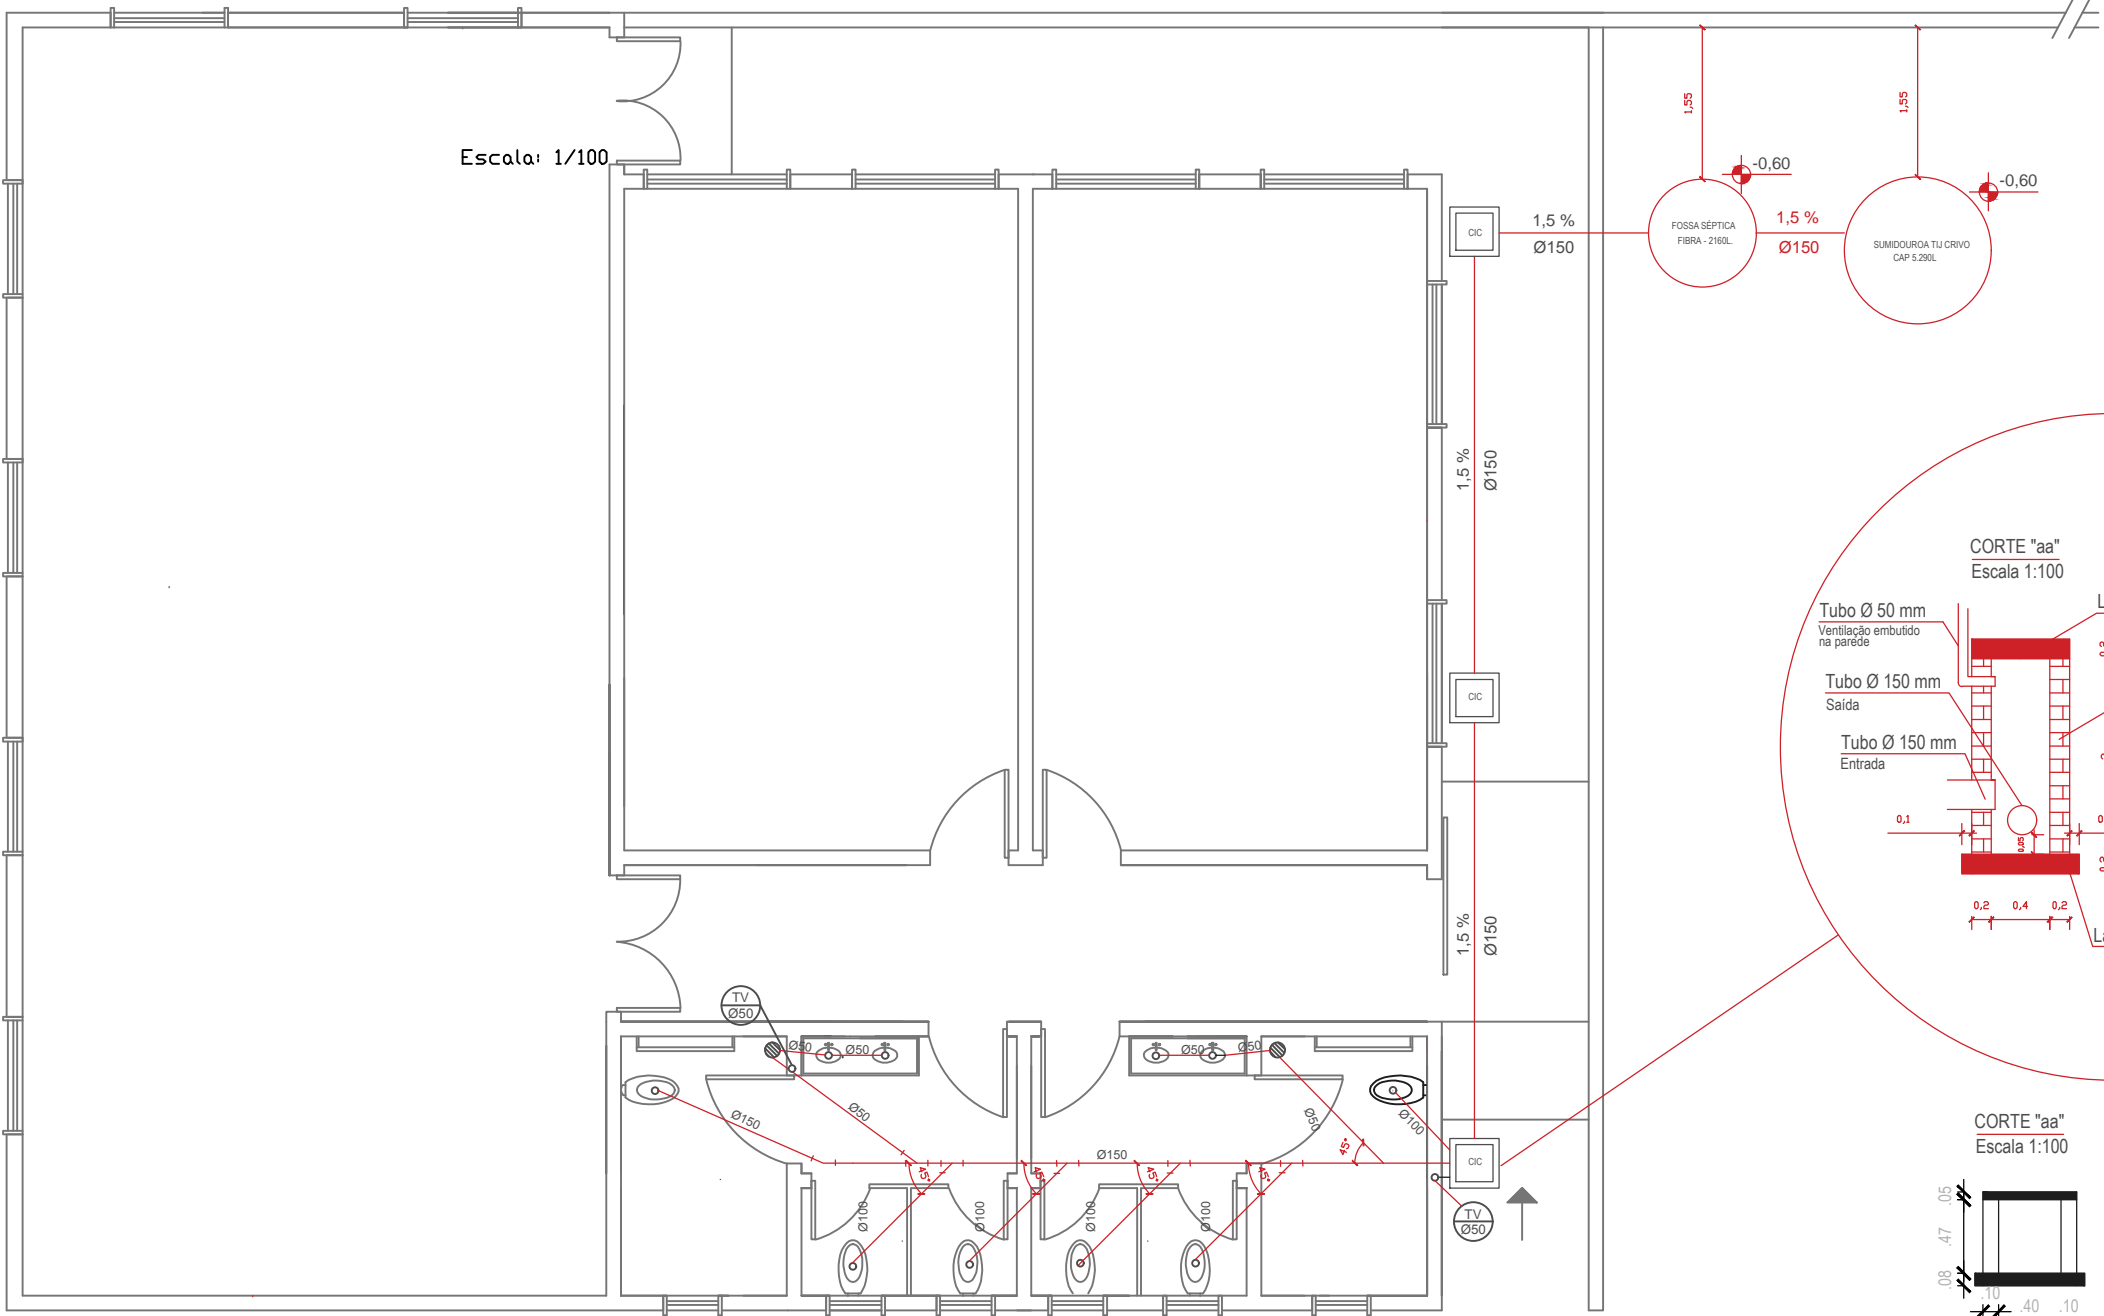 Escala: 1/100
1,55
1,55
-0,60
-0,60
CIC
1,5 %
Ø150
FOSSA SÉPTICA
FIBRA - 2160L.
1,5 %
Ø150
SUMIDOUROA TIJ CRIVO
CAP 5.290L
1,5 %
Ø150
CIC
1,5 %
Ø150
CORTE "aa"
Escala 1:100
Tubo Ø 50 mm
Ventilação embutido
na parede
Tubo Ø 150 mm
Saída
Tubo Ø 150 mm
Entrada
0,1
0,05
0,2
0,4
0,2
TV
Ø50
Ø50
Ø50
Ø50
Ø50
Ø150
Ø50
Ø50
Ø100
45°
Ø150
45°
45°
45°
45°
CIC
Ø100
Ø100
Ø100
Ø100
TV
Ø50
CORTE "aa"
Escala 1:100
.05
.47
.08
.10
.40
.10